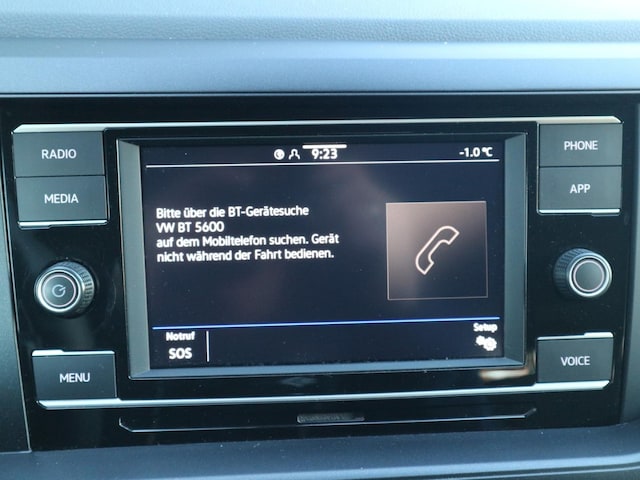 RADIO
MEDIA
MENU
9:23
-1.0 °C
Bitte über die BT-Gerätesuche
VW BT 5600
auf dem Mobiltelefon suchen. Gerät
nicht während der Fahrt bedienen.
Notruf
SOS
Setup
PHONE
APP
VOICE